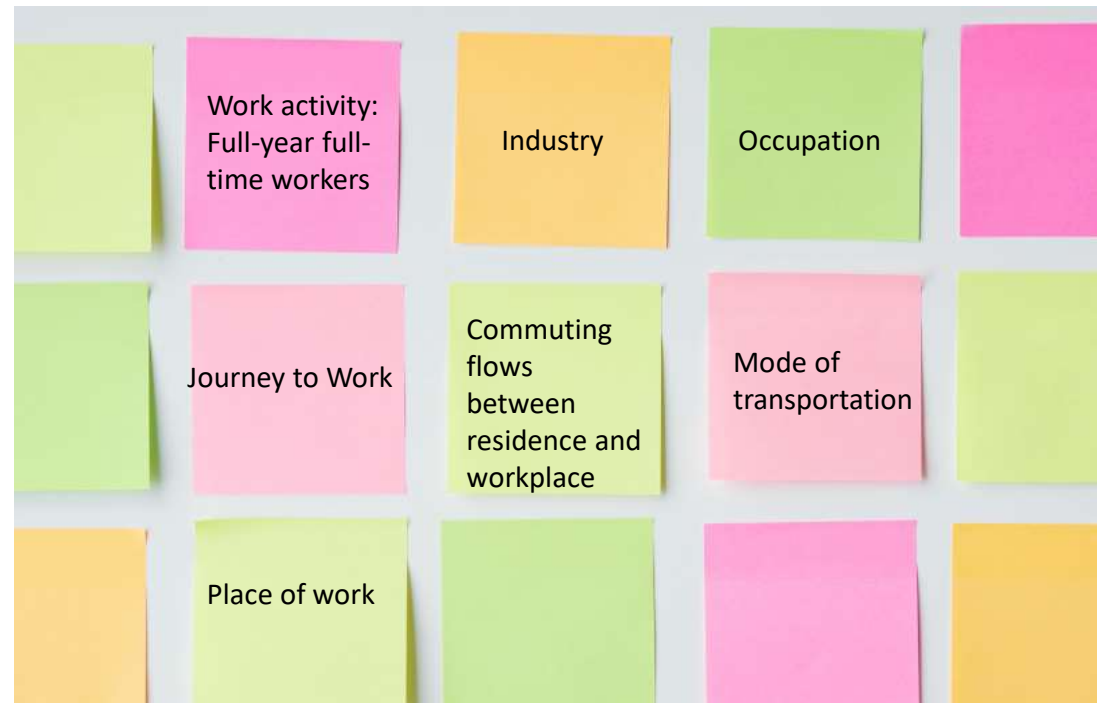 Work activity:
Full-year full-
time workers
Industry
Occupation
Journey to Work
Commuting
flows
between
residence and
workplace
Mode of
transportation
Place of work